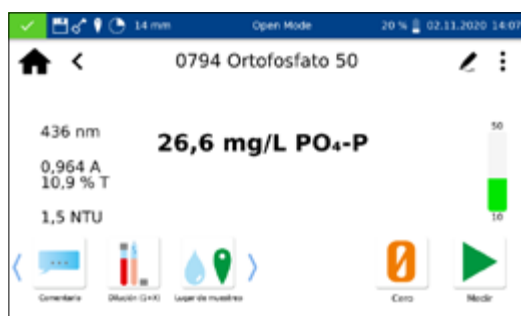 14 mm Open Mode 20 % 02.11.2020 14:07
0794 Ortofosfato 50
436 nm
26,6 mg/L PO₄-P
50
0,964 A
10,9 % T
1,5 NTU
10
0
Comentario Dilución (1+X) Lugar de muestreo Cero Medir